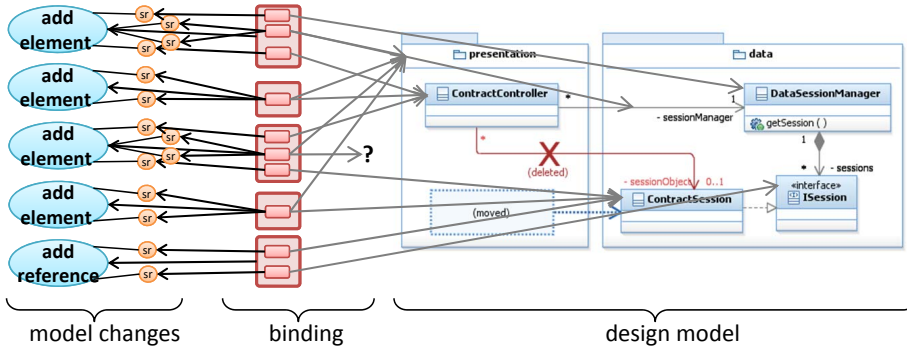 add
element
sr
sr
sr
sr
add
element
sr
sr
add
element
sr
sr
sr
sr
add
element
sr
sr
add
reference
sr
sr
?
presentation
ContractController
*
*
X
(deleted)
- sessionObject 0..1
(moved)
data
DataSessionManager
getSession ( )
1
- sessionManager
1
*
- sessions
ContractSession
«interface»
ISession
model changes
binding
design model